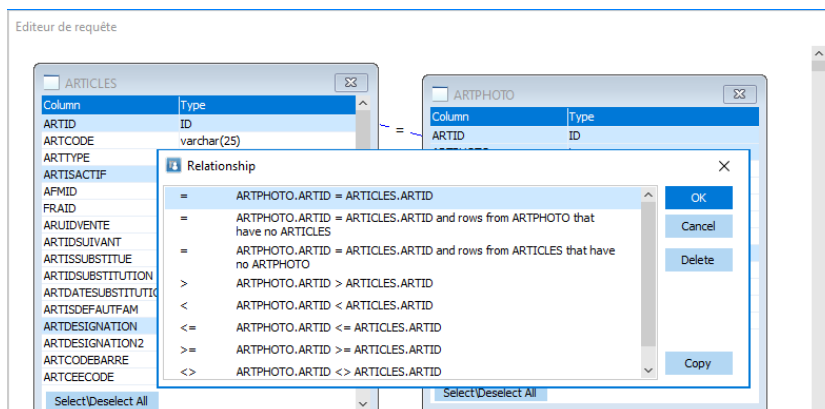 Editeur de requête
ARTICLES
Column Type
ARTID ID
ARTCODE varchar(25)
ARTTYPE
ARTISACTIF
AFMID
FRAID
ARUIDVENTE
ARTIDSUIVANT
ARTISSUBSTITUE
ARTIDSUBSTITUTION
ARTDATESUBSTITUTIO
ARTISDEFAUTFAM
ARTDESIGNATION
ARTDESIGNATION2
ARTCODEBARRE
ARTCEECODE
Select\Deselect All
=
ARTPHOTO
Column Type
ARTID ID
Select\Deselect All
Relationship
= ARTPHOTO.ARTID = ARTICLES.ARTID
= ARTPHOTO.ARTID = ARTICLES.ARTID and rows from ARTPHOTO that
have no ARTICLES
= ARTPHOTO.ARTID = ARTICLES.ARTID and rows from ARTICLES that have
no ARTPHOTO
> ARTPHOTO.ARTID > ARTICLES.ARTID
< ARTPHOTO.ARTID < ARTICLES.ARTID
<= ARTPHOTO.ARTID <= ARTICLES.ARTID
>= ARTPHOTO.ARTID >= ARTICLES.ARTID
<> ARTPHOTO.ARTID <> ARTICLES.ARTID
OK
Cancel
Delete
Copy